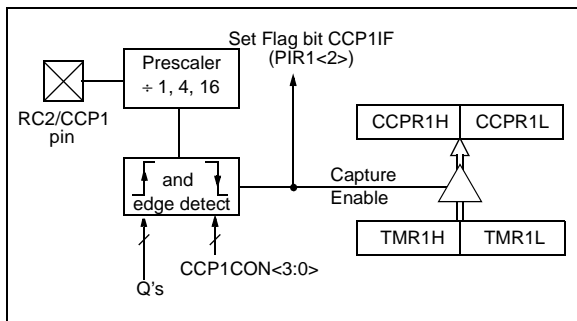 Set Flag bit CCP1IF
(PIR1<2>)
Prescaler
÷ 1, 4, 16
RC2/CCP1
pin
CCPR1H CCPR1L
and
edge detect
Capture
Enable
TMR1H TMR1L
CCP1CON<3:0>
Q's